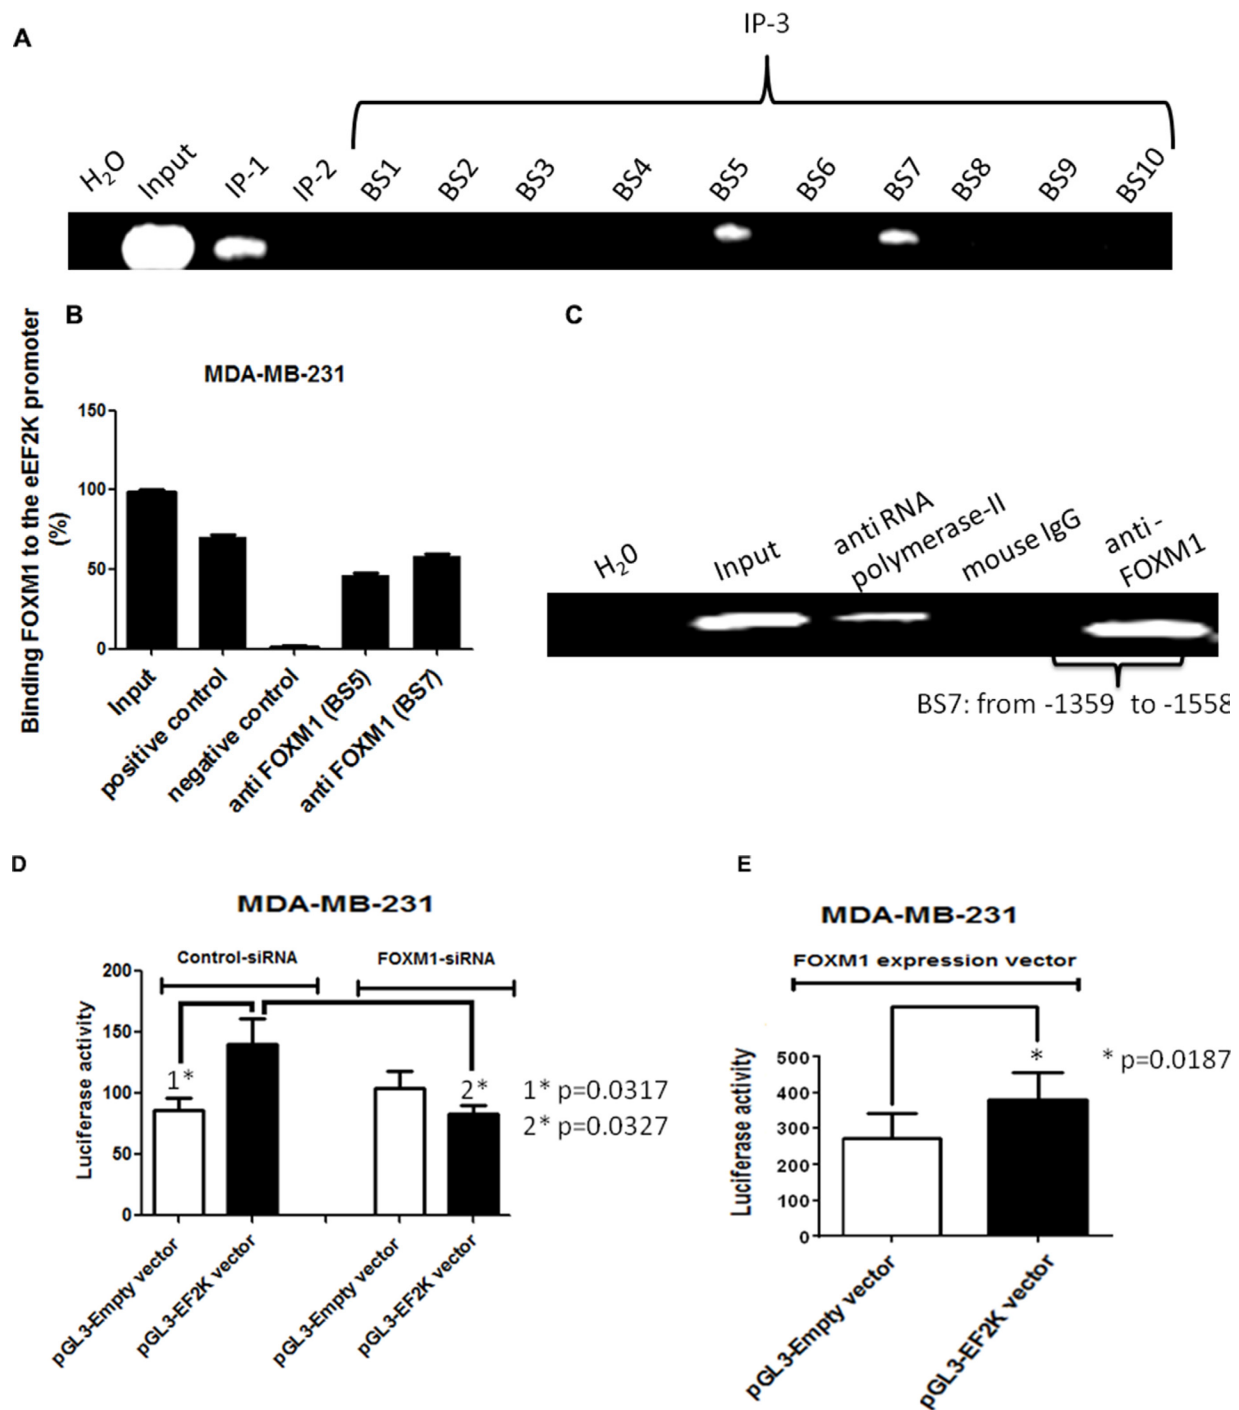 A
IP-3
H2O
Input
IP-1
IP-2
BS1
BS2
BS3
BS4
BS5
BS6
BS7
BS8
BS9
BS10
B
MDA-MB-231
Binding FOXM1 to the eEF2K promoter
(%)
150
100
50
0
Input
positive control
negative control
anti FOXM1 (BS5)
anti FOXM1 (BS7)
C
H20
Input
anti RNA
polymerase-II
mouse IgG
anti -
FOXM1
BS7: from -1359 to -1558
D
MDA-MB-231
Control-siRNA
FOXM1-siRNA
Luciferase activity
200
150
100
50
0
1*
2*
1* p=0.0317
2* p=0.0327
pGL3-Empty vector
pGL3-EF2K vector
pGL3-Empty vector
pGL3-EF2K vector
E
MDA-MB-231
FOXM1 expression vector
Luciferase activity
500
400
300
200
100
0
*
* p=0.0187
pGL3-Empty vector
pGL3-EF2K vector